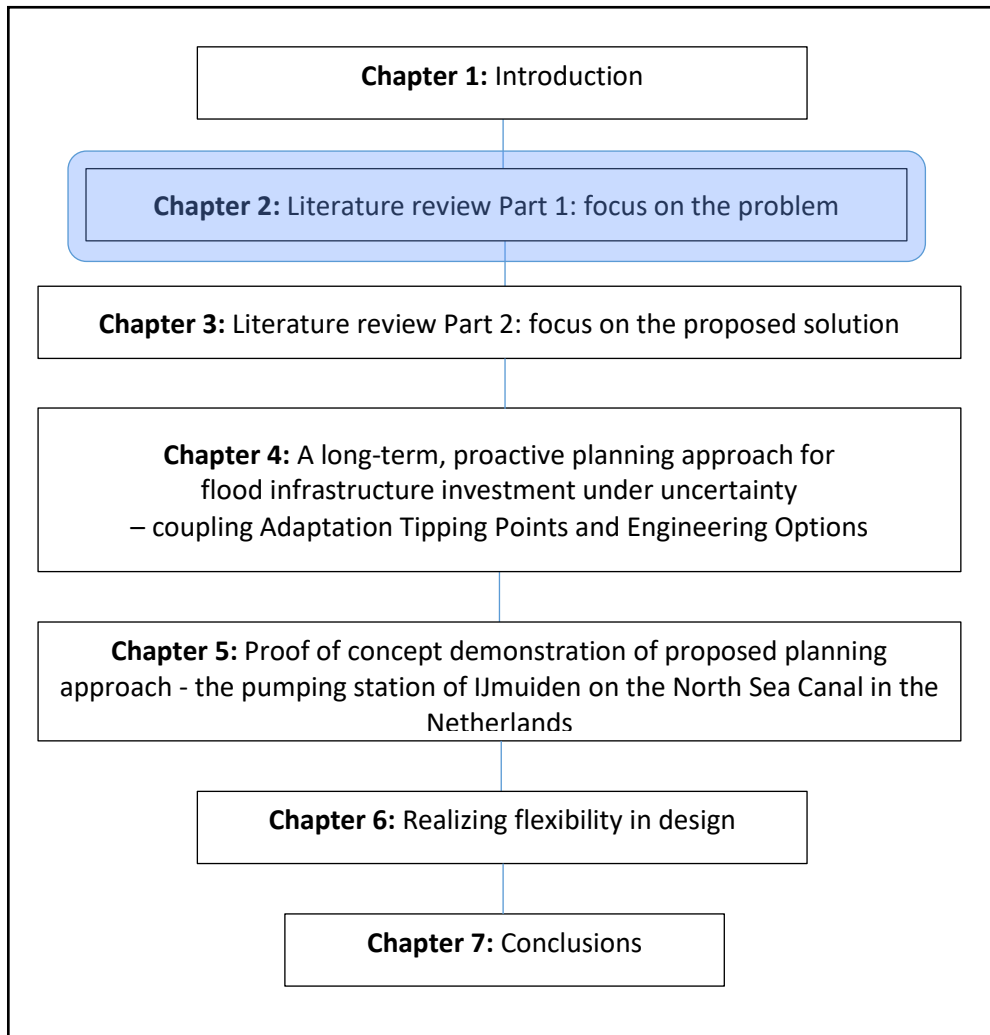 Chapter 1: Introduction
Chapter 2: Literature review Part 1: focus on the problem
Chapter 3: Literature review Part 2: focus on the proposed solution
Chapter 4: A long-term, proactive planning approach for
flood infrastructure investment under uncertainty
– coupling Adaptation Tipping Points and Engineering Options
Chapter 5: Proof of concept demonstration of proposed planning
approach - the pumping station of IJmuiden on the North Sea Canal in the
Netherlands
Chapter 6: Realizing flexibility in design
Chapter 7: Conclusions